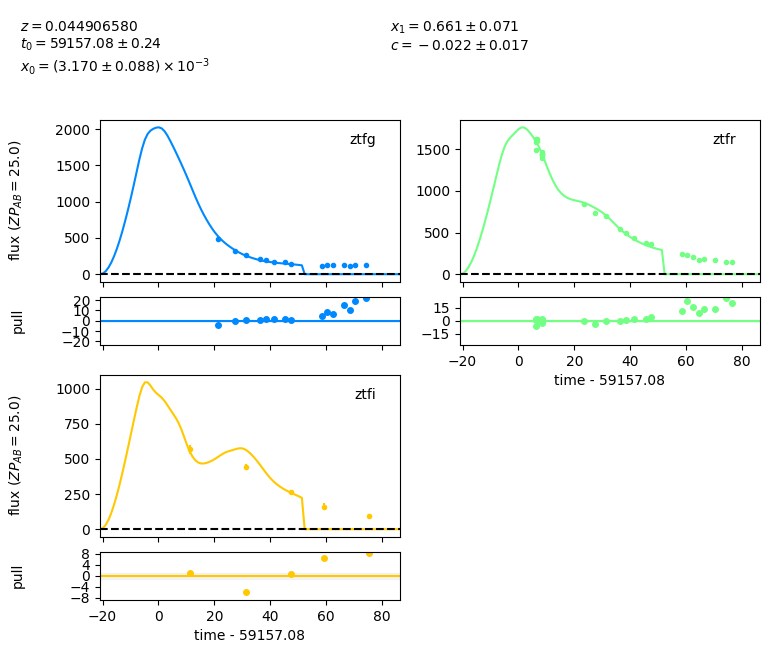 z = 0.044906580
t₀ = 59157.08 ± 0.24
x₀ = (3.170 ± 0.088) × 10⁻³
x₁ = 0.661 ± 0.071
c = −0.022 ± 0.017
flux (ZP_AB = 25.0)
2000
1500
1000
500
0
ztfg
pull
20
10
0
−10
−20
1500
1000
500
0
ztfr
15
0
−15
−20 0 20 40 60 80
time - 59157.08
flux (ZP_AB = 25.0)
1000
750
500
250
0
ztfi
pull
8
4
0
−4
−8
−20 0 20 40 60 80
time - 59157.08